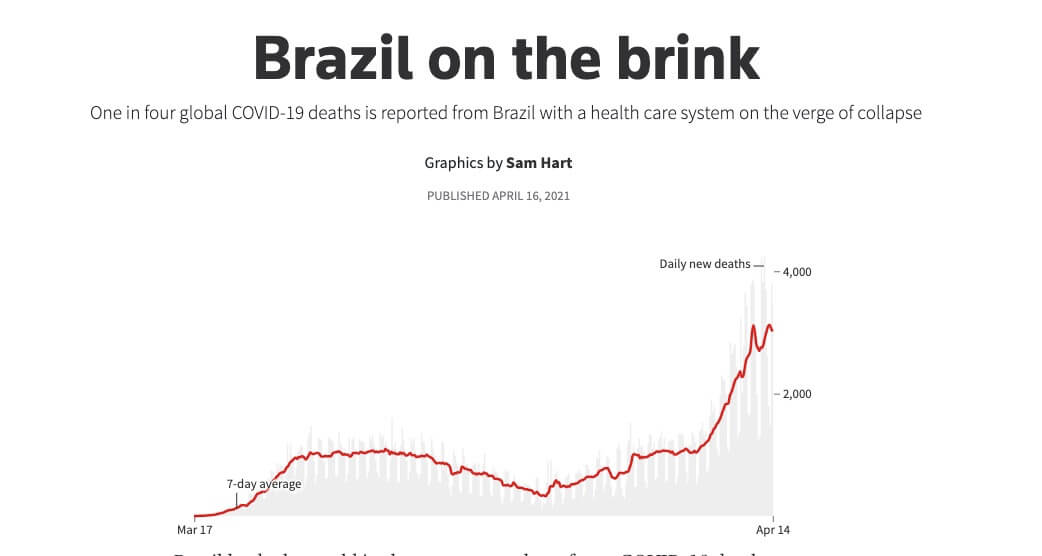 Brazil on the brink
One in four global COVID-19 deaths is reported from Brazil with a health care system on the verge of collapse
Graphics by Sam Hart
PUBLISHED APRIL 16, 2021
Daily new deaths
4,000
2,000
7-day average
Mar 17
Apr 14